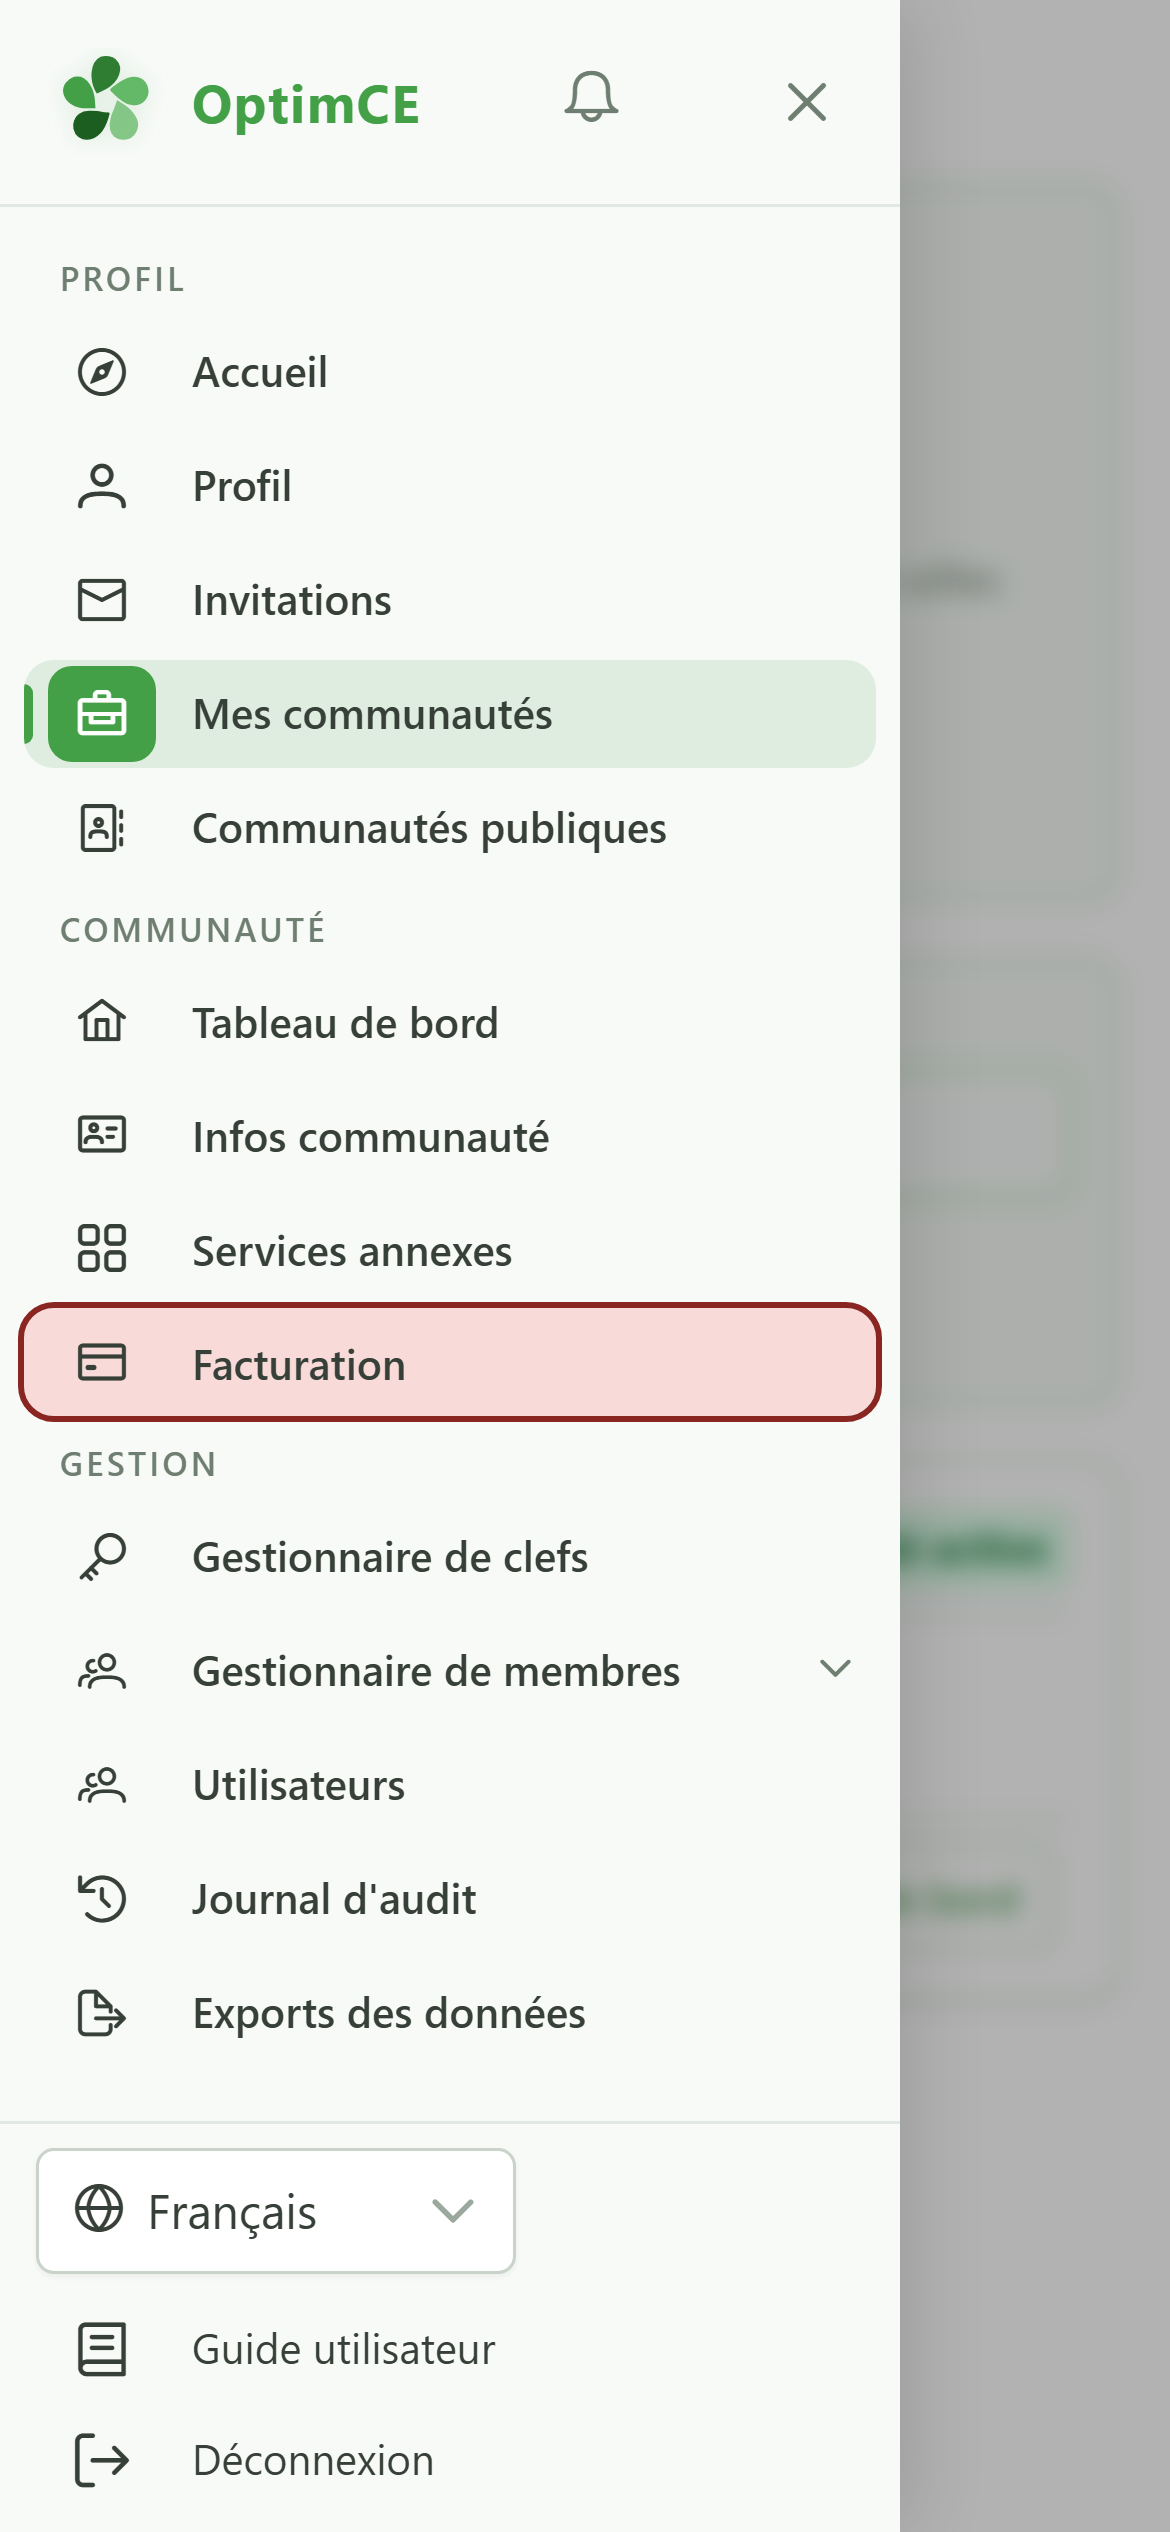 OptimCE
PROFIL
Accueil
Profil
Invitations
Mes communautés
Communautés publiques
COMMUNAUTÉ
Tableau de bord
Infos communauté
Services annexes
Facturation
GESTION
Gestionnaire de clefs
Gestionnaire de membres
Utilisateurs
Journal d'audit
Exports des données
Français
Guide utilisateur
Déconnexion